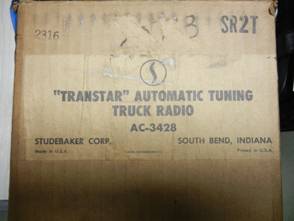 2316 SR2T
S
"TRANSTAR" AUTOMATIC TUNING
TRUCK RADIO
AC-3428
STUDEBAKER CORP. SOUTH BEND, INDIANA
Made in U.S.A. Printed in U.S.A.